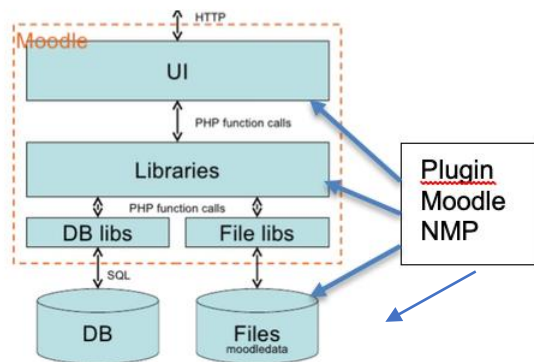 HTTP
Moodle
UI
PHP function calls
Libraries
PHP function calls
DB libs
File libs
SQL
DB
Files
moodledata
Plugin
Moodle
NMP